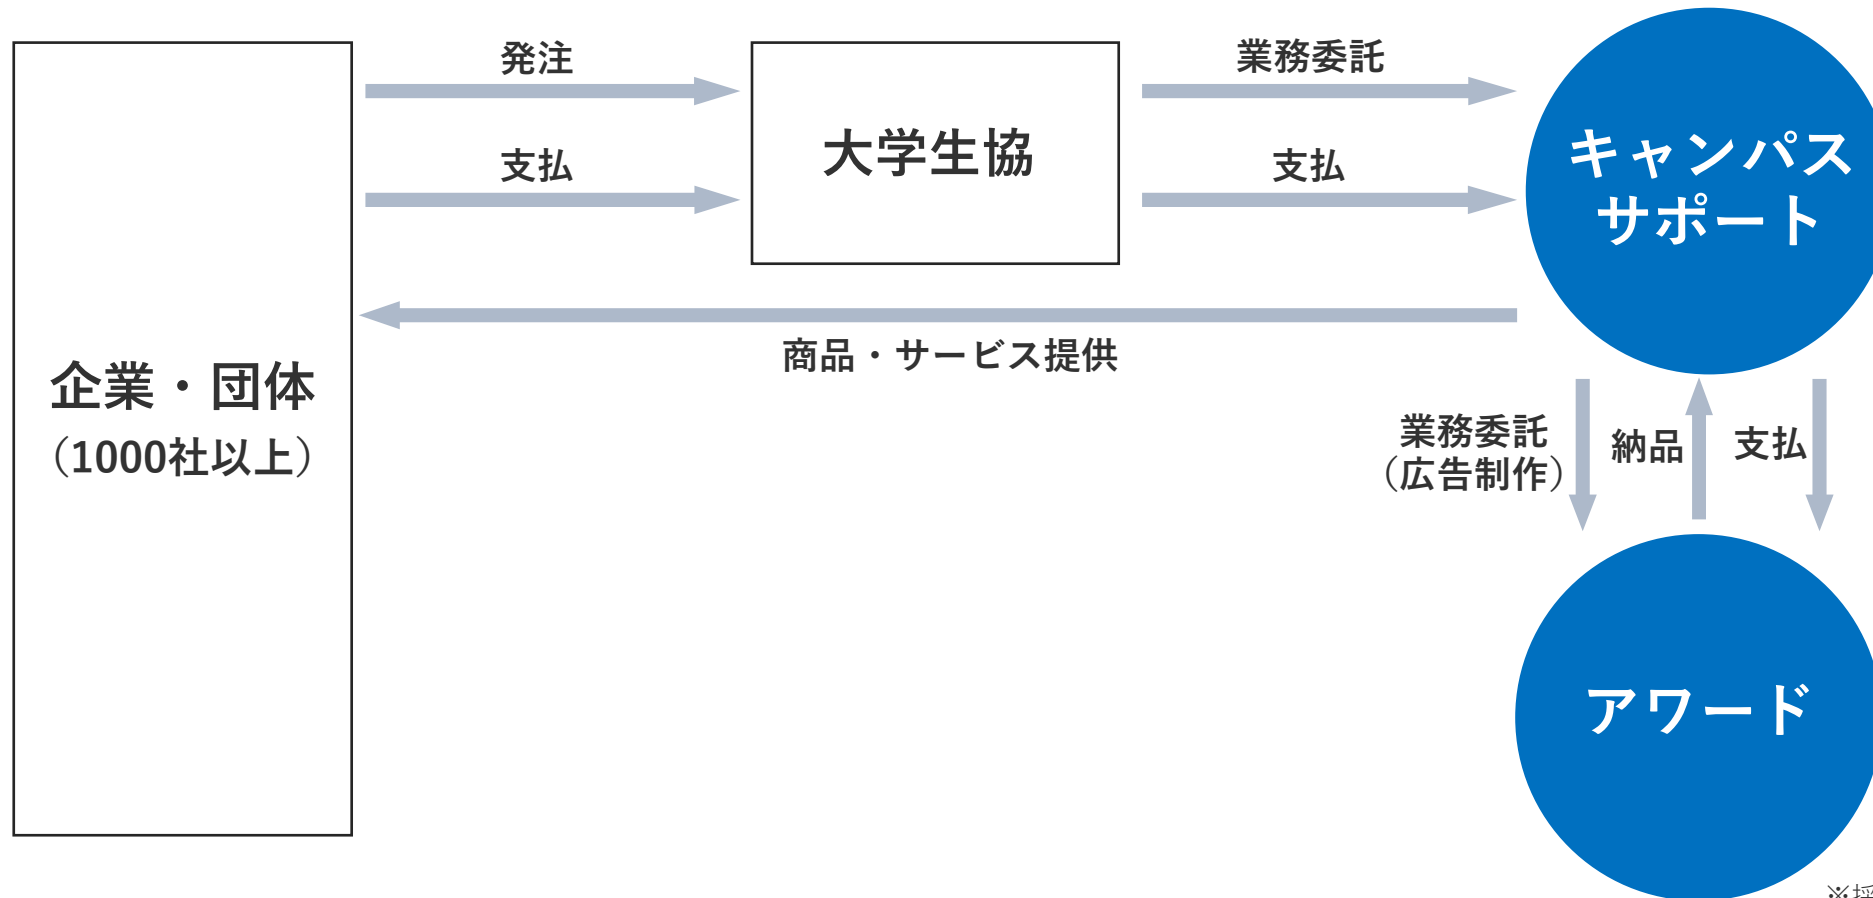 発注
業務委託
支払
大学生協
支払
キャンパス
サポート
商品・サービス提供
企業・団体
（1000社以上）
業務委託
（広告制作）
納品
支払
アワード